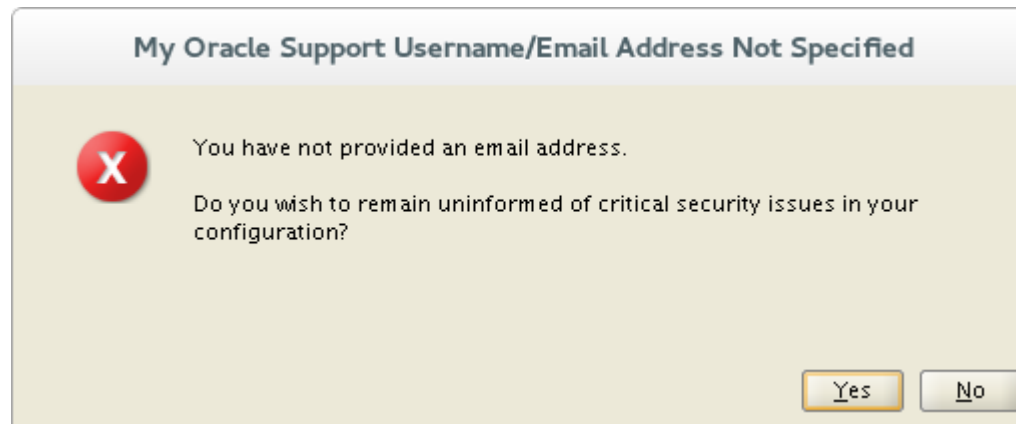 My Oracle Support Username/Email Address Not Specified
X
You have not provided an email address.
Do you wish to remain uninformed of critical security issues in your
configuration?
Yes
No